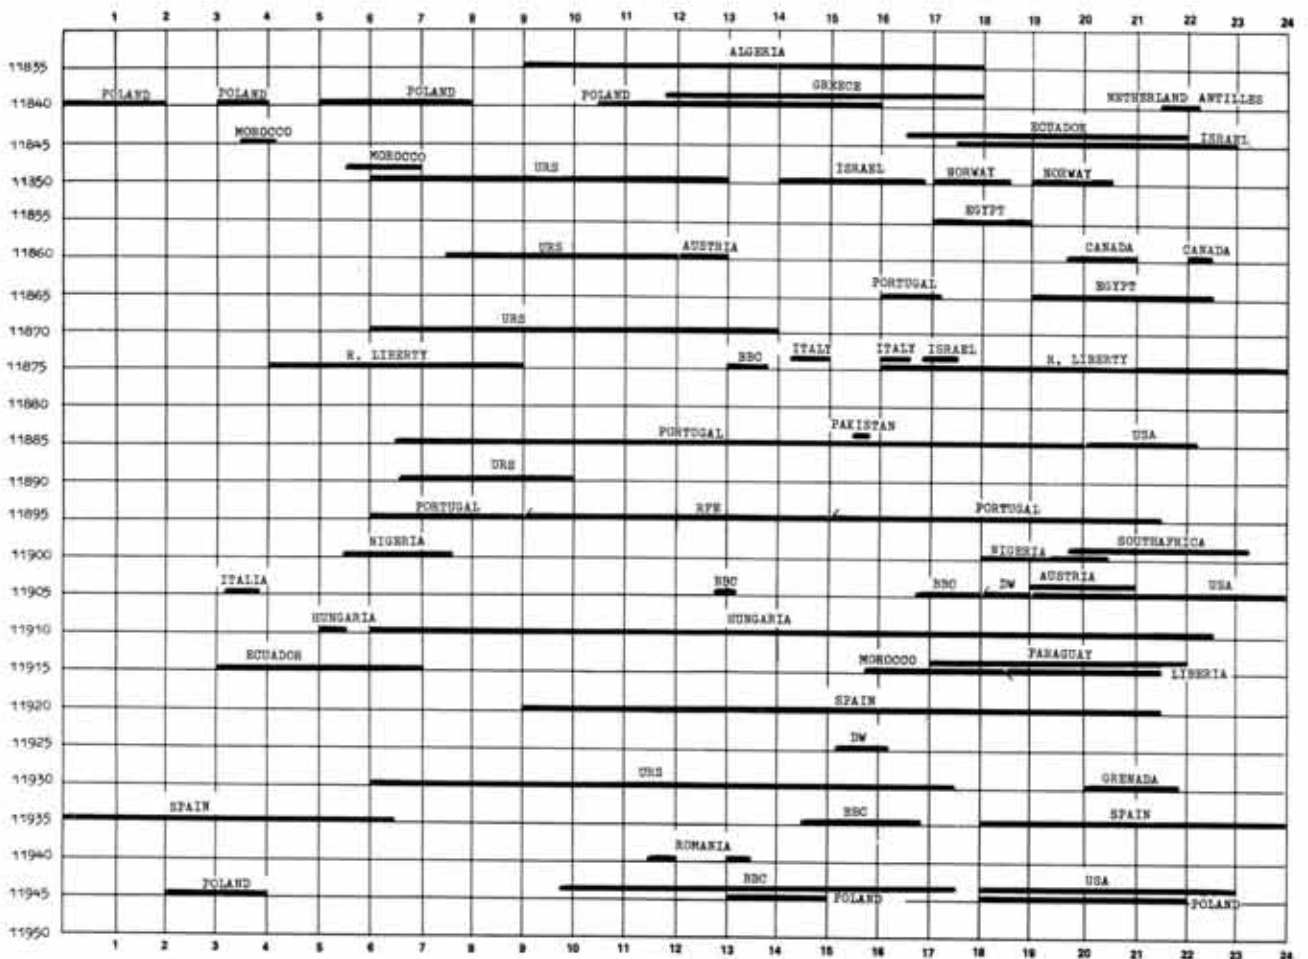 1 2 3 4 5 6 7 8 9 10 11 12 13 14 15 16 17 18 19 20 21 22 23 24
ALGERIA
11835
POLAND POLAND POLAND POLAND GREECE NETHERLAND ANTILLES
11840
MOROCCO ECUADOR ISRAEL
11845
MOROCCO URS ISRAEL NORWAY NORWAY
11850
EGYPT
11855
URS AUSTRIA CANADA CANADA
11860
PORTUGAL EGYPT
11865
URS
11870
R. LIBERTY BBC ITALY ITALY ISRAEL R. LIBERTY
11875
11880
PORTUGAL PAKISTAN USA
11885
URS
11890
PORTUGAL RFE PORTUGAL
11895
NIGERIA NIGERIA SOUTHAFRICA
11900
ITALIA BBC BBC DW AUSTRIA USA
11905
HUNGARIA HUNGARIA
11910
ECUADOR MOROCCO PARAGUAY LIBERIA
11915
SPAIN
11920
DW
11925
URS GRENADA
11930
SPAIN BBC SPAIN
11935
ROMANIA
11940
POLAND BBC POLAND USA POLAND
11945
11950
1 2 3 4 5 6 7 8 9 10 11 12 13 14 15 16 17 18 19 20 21 22 23 24